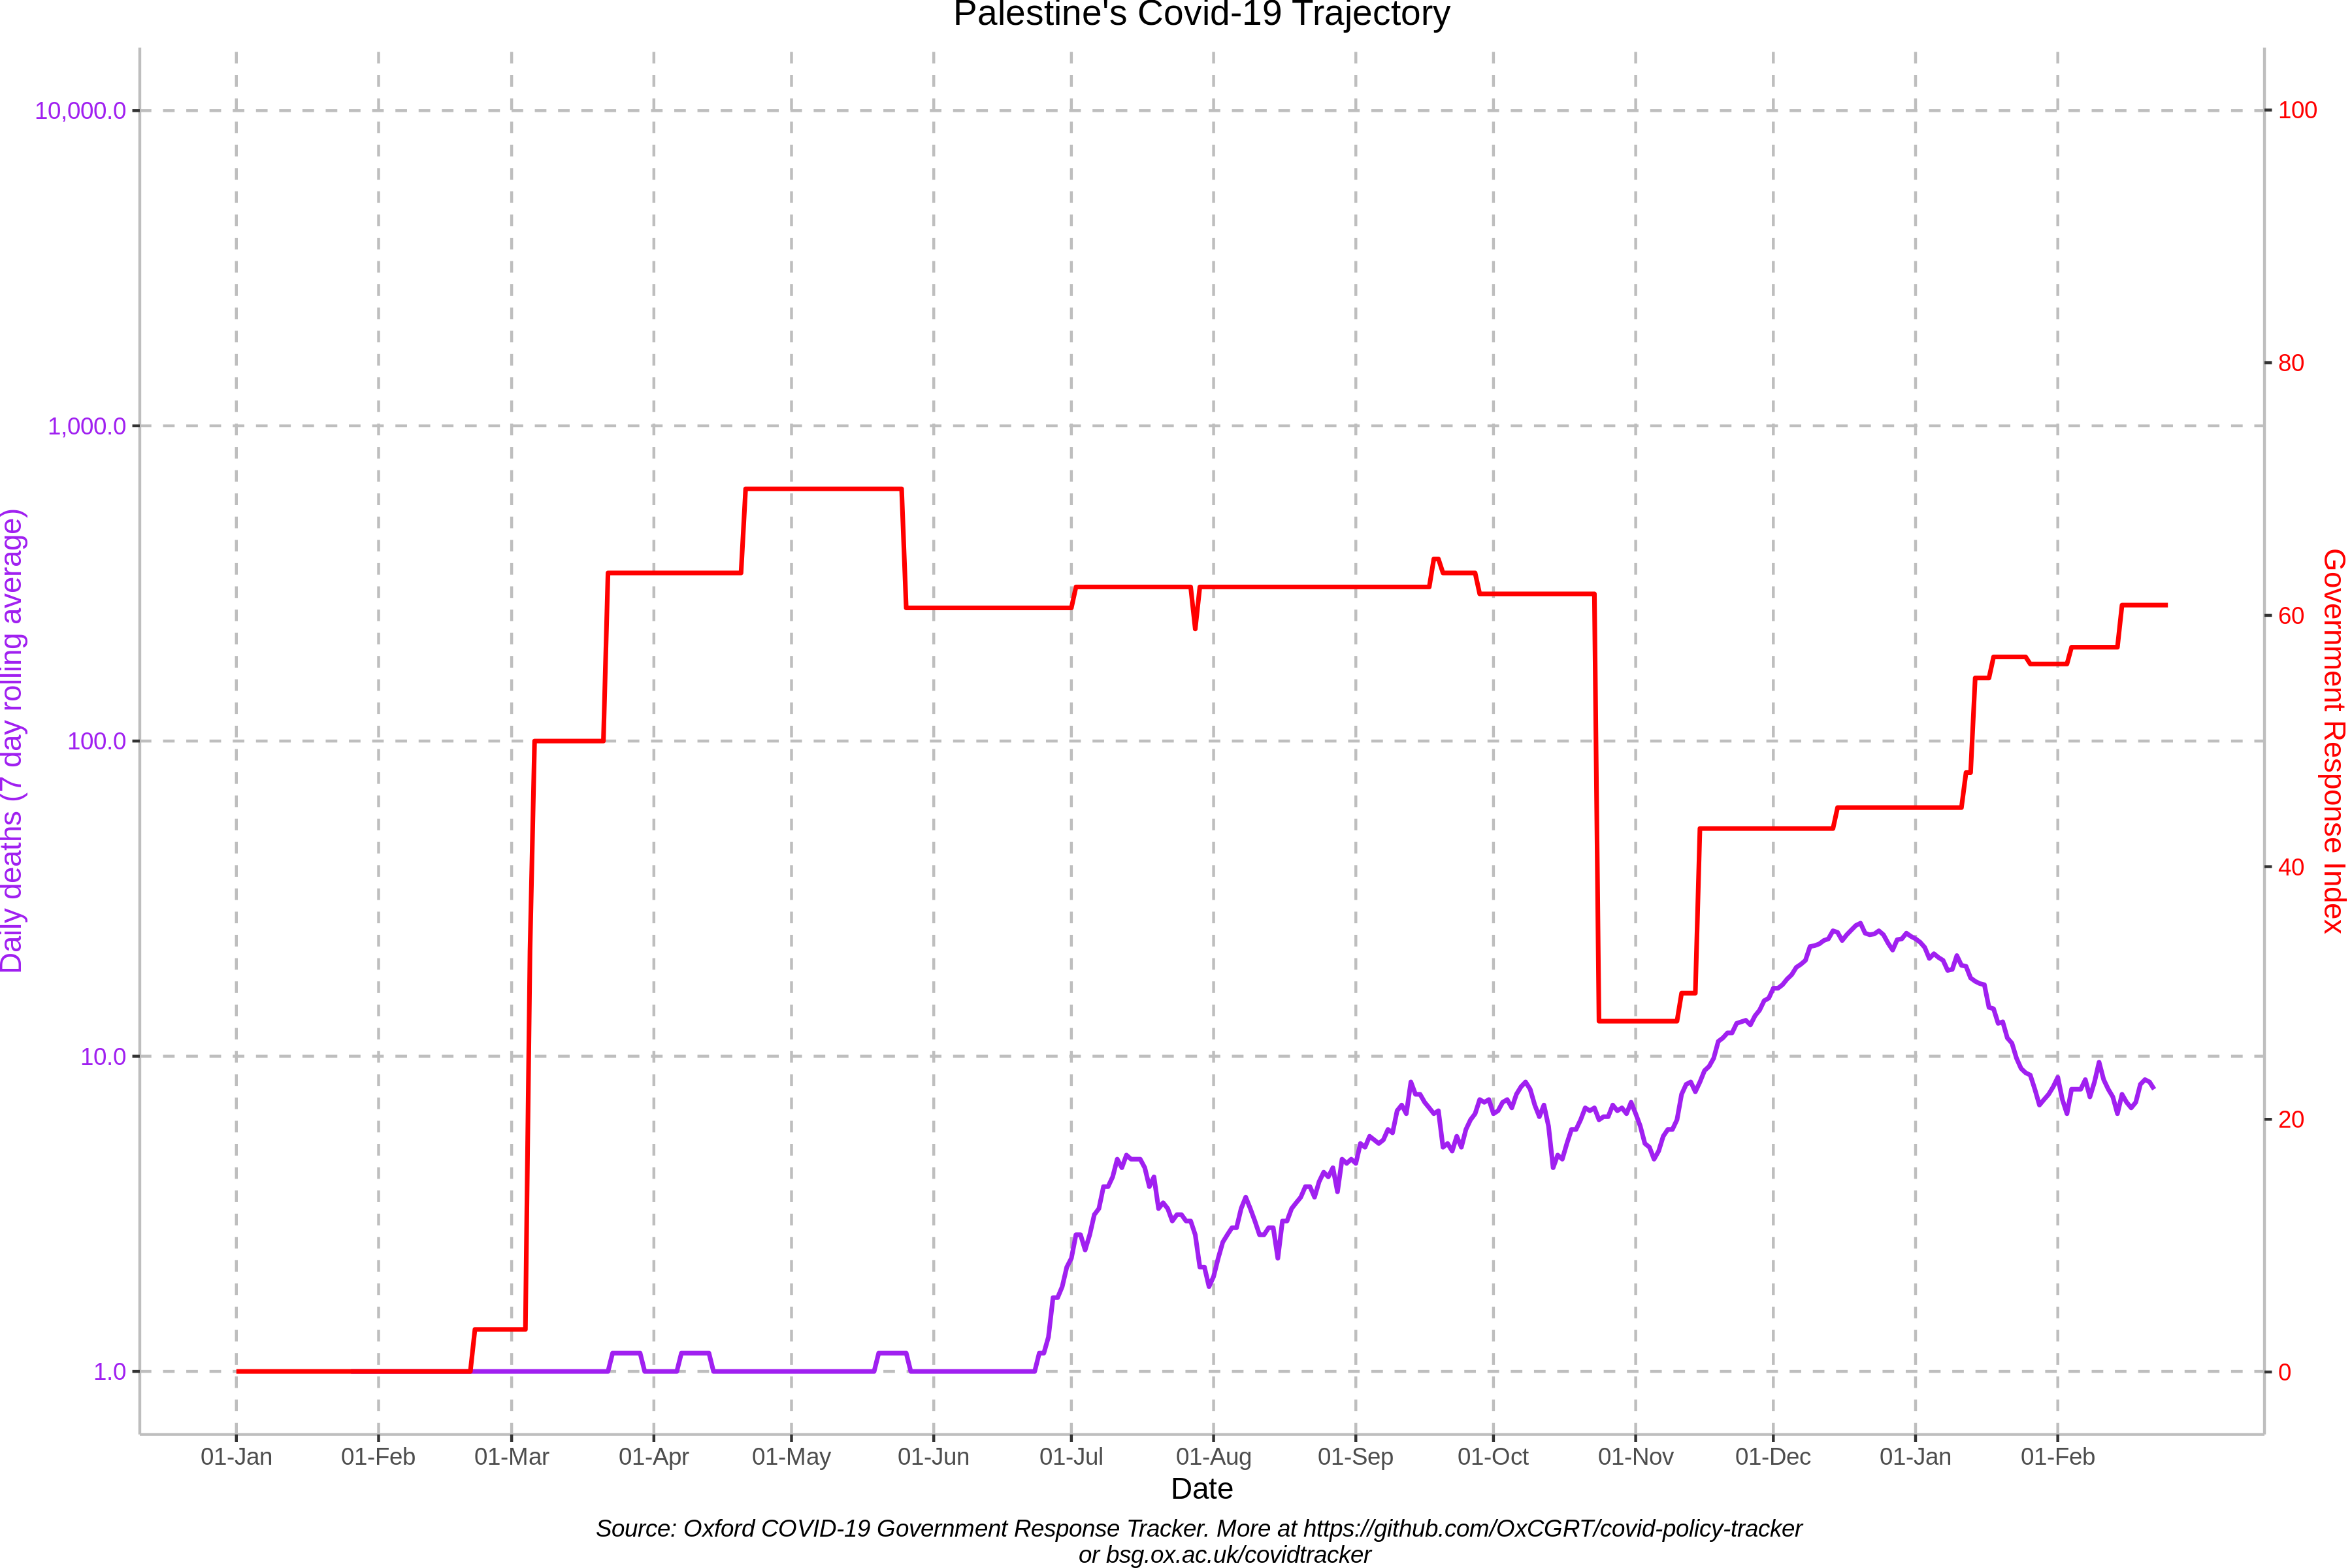 Palestine's Covid-19 Trajectory
10,000.0
1,000.0
100.0
10.0
1.0
Daily deaths (7 day rolling average)
100
80
60
40
20
0
Government Response Index
01-Jan 01-Feb 01-Mar 01-Apr 01-May 01-Jun 01-Jul 01-Aug 01-Sep 01-Oct 01-Nov 01-Dec 01-Jan 01-Feb
Date
Source: Oxford COVID-19 Government Response Tracker. More at https://github.com/OxCGRT/covid-policy-tracker
or bsg.ox.ac.uk/covidtracker